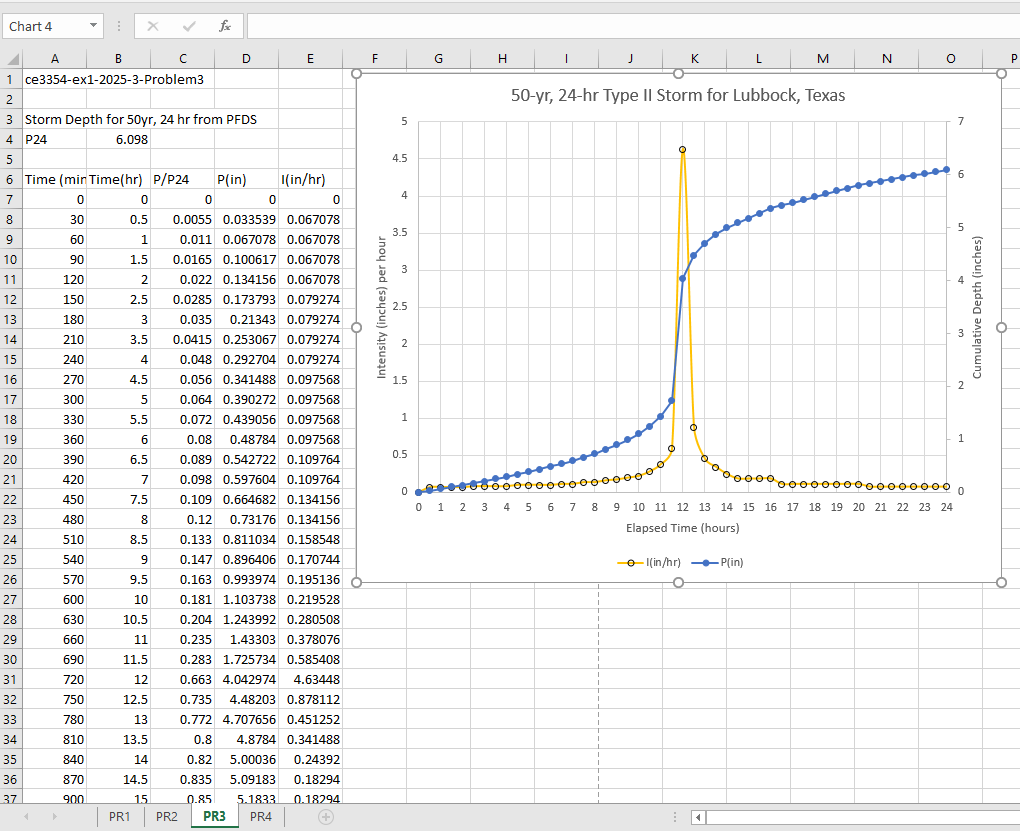 Chart 4 fx
A B C D E F G H I J K L M N O P
1 ce3354-ex1-2025-3-Problem3
2
3 Storm Depth for 50yr, 24 hr from PFDS
4 P24 6.098
5
6 Time (min Time(hr) P/P24 P(in) I(in/hr)
7 0 0 0 0 0
8 30 0.5 0.0055 0.033539 0.067078
9 60 1 0.011 0.067078 0.067078
10 90 1.5 0.0165 0.100617 0.067078
11 120 2 0.022 0.134156 0.067078
12 150 2.5 0.0285 0.173793 0.079274
13 180 3 0.035 0.21343 0.079274
14 210 3.5 0.0415 0.253067 0.079274
15 240 4 0.048 0.292704 0.079274
16 270 4.5 0.056 0.341488 0.097568
17 300 5 0.064 0.390272 0.097568
18 330 5.5 0.072 0.439056 0.097568
19 360 6 0.08 0.48784 0.097568
20 390 6.5 0.089 0.542722 0.109764
21 420 7 0.098 0.597604 0.109764
22 450 7.5 0.109 0.664682 0.134156
23 480 8 0.12 0.73176 0.134156
24 510 8.5 0.133 0.811034 0.158548
25 540 9 0.147 0.896406 0.170744
26 570 9.5 0.163 0.993974 0.195136
27 600 10 0.181 1.103738 0.219528
28 630 10.5 0.204 1.243992 0.280508
29 660 11 0.235 1.43303 0.378076
30 690 11.5 0.283 1.725734 0.585408
31 720 12 0.663 4.042974 4.63448
32 750 12.5 0.735 4.48203 0.878112
33 780 13 0.772 4.707656 0.451252
34 810 13.5 0.8 4.8784 0.341488
35 840 14 0.82 5.00036 0.24392
36 870 14.5 0.835 5.09183 0.18294
37 900 15 0.85 5.1833 0.18294
50-yr, 24-hr Type II Storm for Lubbock, Texas
Intensity (inches) per hour
5
4.5
4
3.5
3
2.5
2
1.5
1
0.5
0
7
6
5
4
3
2
1
0
Cumulative Depth (inches)
0 1 2 3 4 5 6 7 8 9 10 11 12 13 14 15 16 17 18 19 20 21 22 23 24
Elapsed Time (hours)
I(in/hr) P(in)
PR1 PR2 PR3 PR4